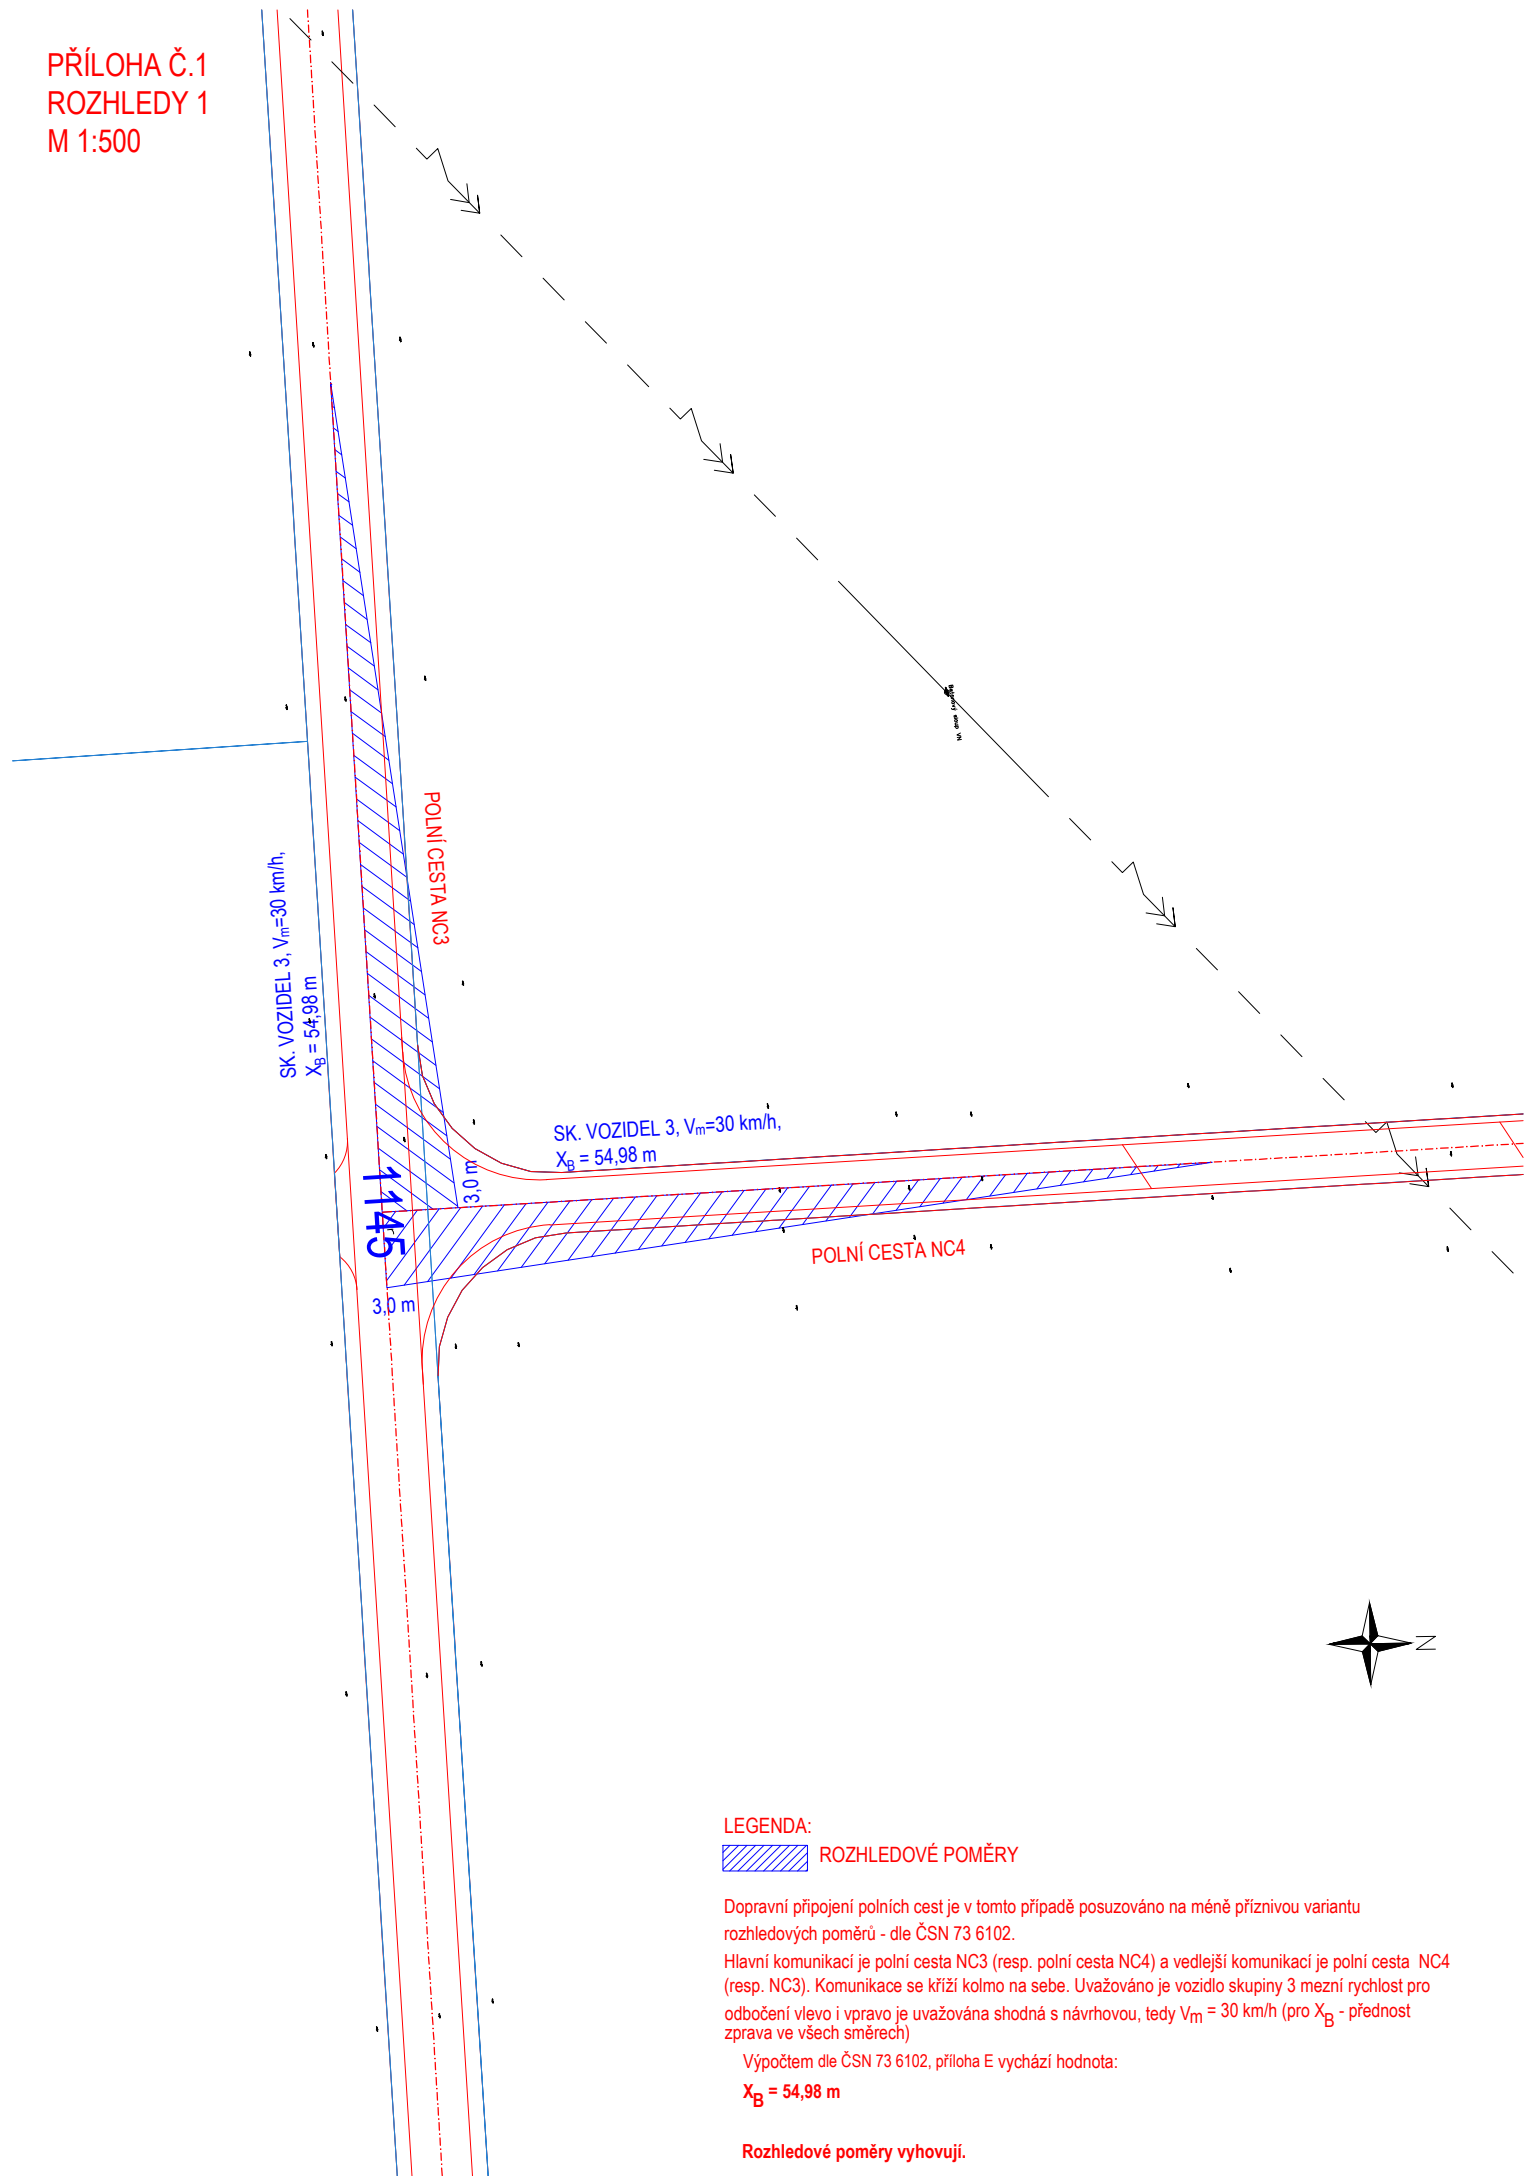 PŘÍLOHA Č.1
ROZHLEDY 1
M 1:500
POLNÍ CESTA NC3
SK. VOZIDEL 3, Vm=30 km/h,
XB = 54,98 m
SK. VOZIDEL 3, Vm=30 km/h,
XB = 54,98 m
3,0 m
1145
POLNÍ CESTA NC4
3,0 m
N
LEGENDA:
ROZHLEDOVÉ POMĚRY
Dopravní připojení polních cest je v tomto případě posuzováno na méně příznivou variantu
rozhledových poměrů - dle ČSN 73 6102.
Hlavní komunikací je polní cesta NC3 (resp. polní cesta NC4) a vedlejší komunikací je polní cesta NC4
(resp. NC3). Komunikace se kříží kolmo na sebe. Uvažováno je vozidlo skupiny 3 mezní rychlost pro
odbočení vlevo i vpravo je uvažována shodná s návrhovou, tedy Vm = 30 km/h (pro XB - přednost
zprava ve všech směrech)
Výpočtem dle ČSN 73 6102, příloha E vychází hodnota:
XB = 54,98 m
Rozhledové poměry vyhovují.